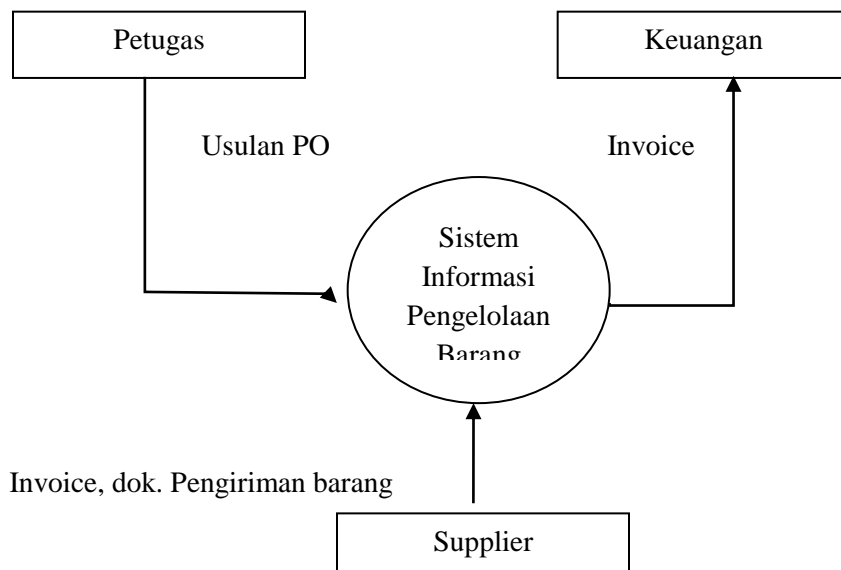 Petugas
Keuangan
Usulan PO
Invoice
Sistem
Informasi
Pengelolaan
Barang
Invoice, dok. Pengiriman barang
Supplier